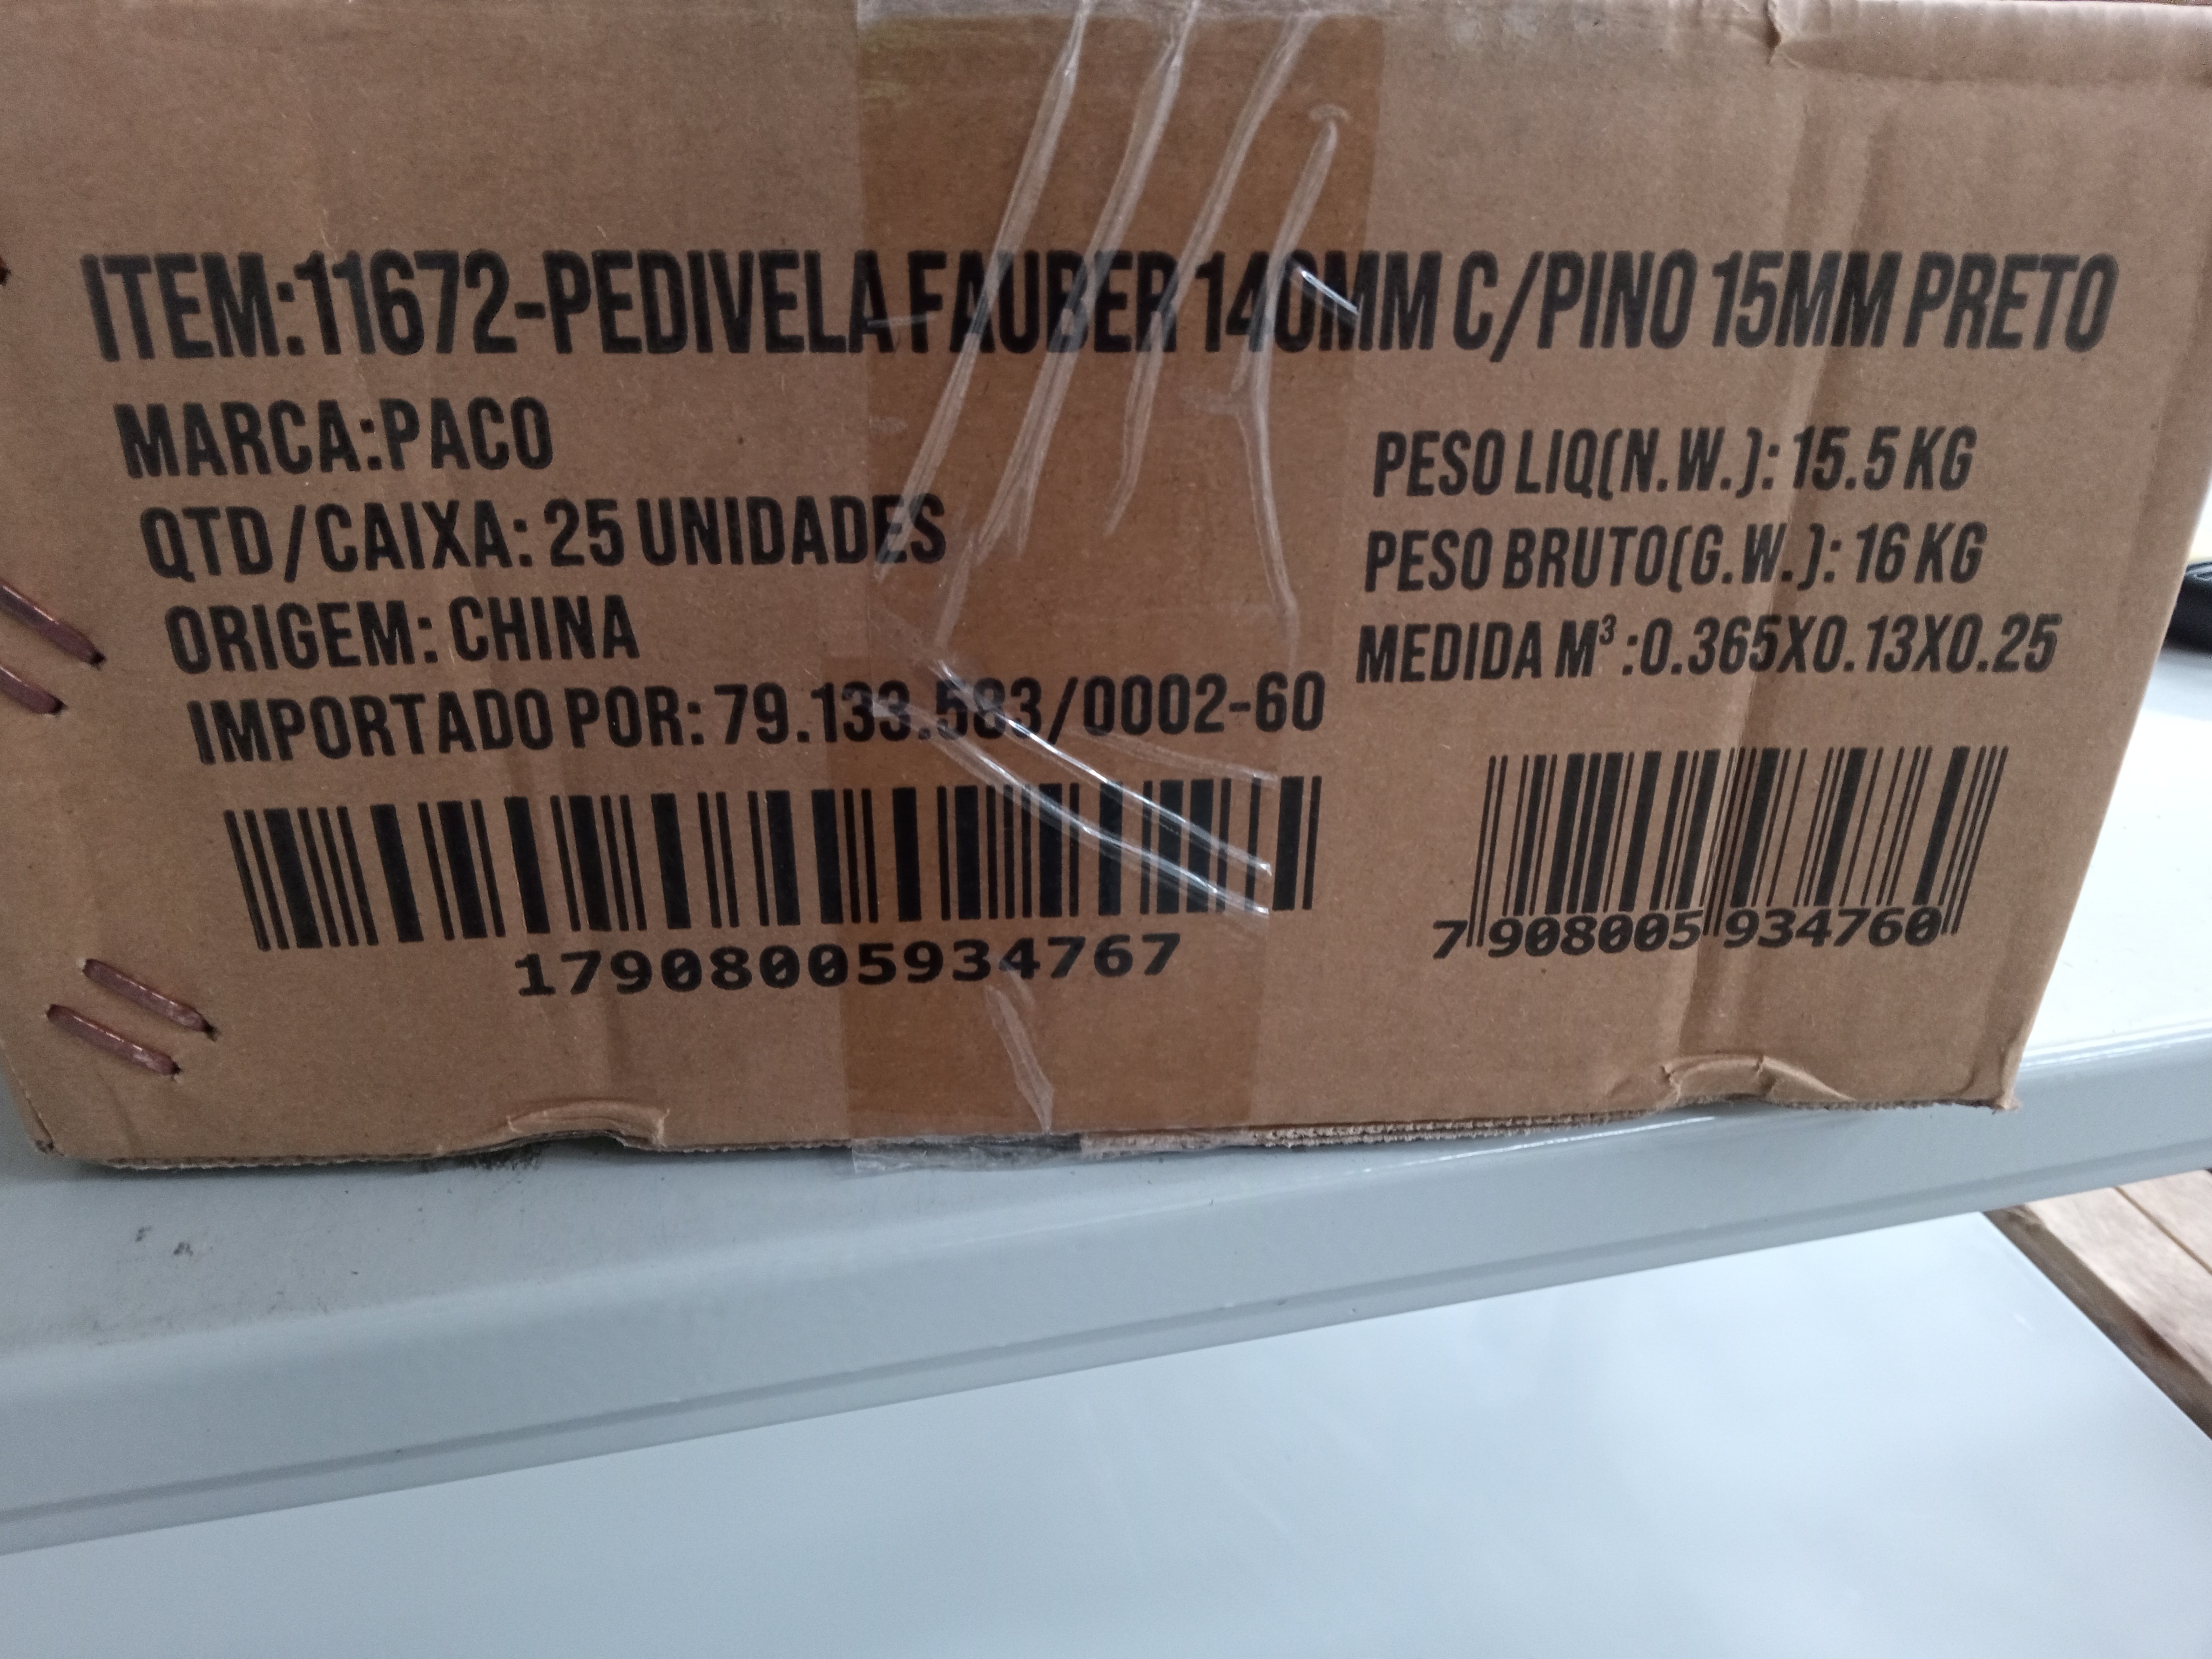 ITEM:11672-PEDIVELA FAUBER 140MM C/PINO 15MM PRETO
MARCA:PACO
QTD/CAIXA: 25 UNIDADES
ORIGEM: CHINA
IMPORTADO POR: 79.133.583/0002-60
PESO LIQ(N.W.): 15.5 KG
PESO BRUTO(G.W.): 16 KG
MEDIDA M³ :0.365X0.13X0.25
17908005934767
7 908005 934760